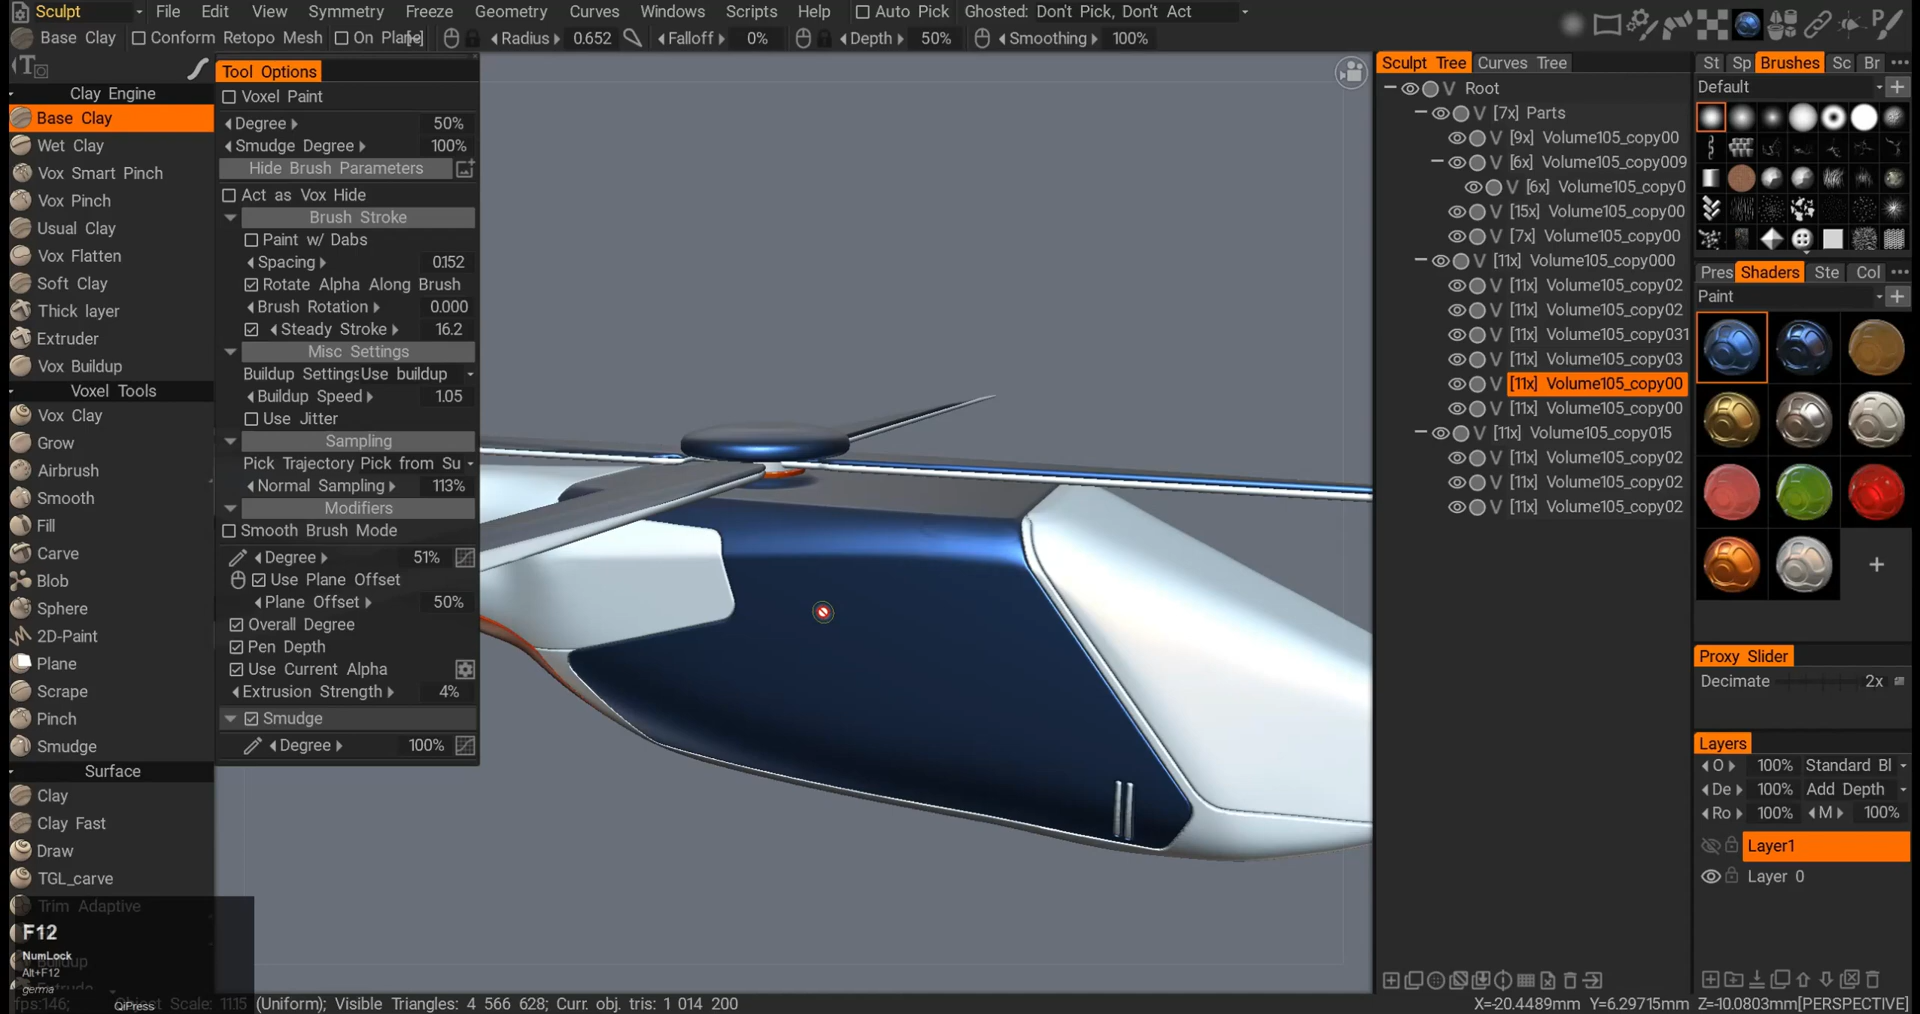 Sculpt File Edit View Symmetry Freeze Geometry Curves Windows Scripts Help Auto Pick Ghosted: Don't Pick, Don't Act
Base Clay Conform Retopo Mesh On Plane Radius 0.652 Falloff 0% Depth 50% Smoothing 100%
Clay Engine
Base Clay
Wet Clay
Vox Smart Pinch
Vox Pinch
Usual Clay
Vox Flatten
Soft Clay
Thick layer
Extruder
Vox Buildup
Voxel Tools
Vox Clay
Grow
Airbrush
Smooth
Fill
Carve
Blob
Sphere
2D-Paint
Plane
Scrape
Pinch
Smudge
Surface
Clay
Clay Fast
Draw
TGL_carve
Trim Adaptive
F12
NumLock
Alt+F12
germa
QiPress
Tool Options
Voxel Paint
Degree 50%
Smudge Degree 100%
Hide Brush Parameters
Act as Vox Hide
Brush Stroke
Paint w/ Dabs
Spacing 0.152
Rotate Alpha Along Brush
Brush Rotation 0.000
Steady Stroke 16.2
Misc Settings
Buildup Settings Use buildup
Buildup Speed 1.05
Use Jitter
Sampling
Pick Trajectory Pick from Su
Normal Sampling 113%
Modifiers
Smooth Brush Mode
Degree 51%
Use Plane Offset
Plane Offset 50%
Overall Degree
Pen Depth
Use Current Alpha
Extrusion Strength 4%
Smudge
Degree 100%
Sculpt Tree Curves Tree
V Root
V [7x] Parts
V [9x] Volume105_copy00
V [6x] Volume105_copy009
V [6x] Volume105_copy0
V [15x] Volume105_copy00
V [7x] Volume105_copy00
V [11x] Volume105_copy000
V [11x] Volume105_copy02
V [11x] Volume105_copy02
V [11x] Volume105_copy031
V [11x] Volume105_copy03
V [11x] Volume105_copy00
V [11x] Volume105_copy00
V [11x] Volume105_copy015
V [11x] Volume105_copy02
V [11x] Volume105_copy02
V [11x] Volume105_copy02
St Sp Brushes Sc Br
Default
Pres Shaders Ste Col
Paint
Proxy Slider
Decimate 2x
Layers
O 100% Standard Bl
De 100% Add Depth
Ro 100% M 100%
Layer1
Layer 0
fps:146; Object Scale: 1.115 (Uniform); Visible Triangles: 4 566 628; Curr. obj. tris: 1 014 200
X=-20.4489mm Y=6.29715mm Z=-10.0803mm[PERSPECTIVE]